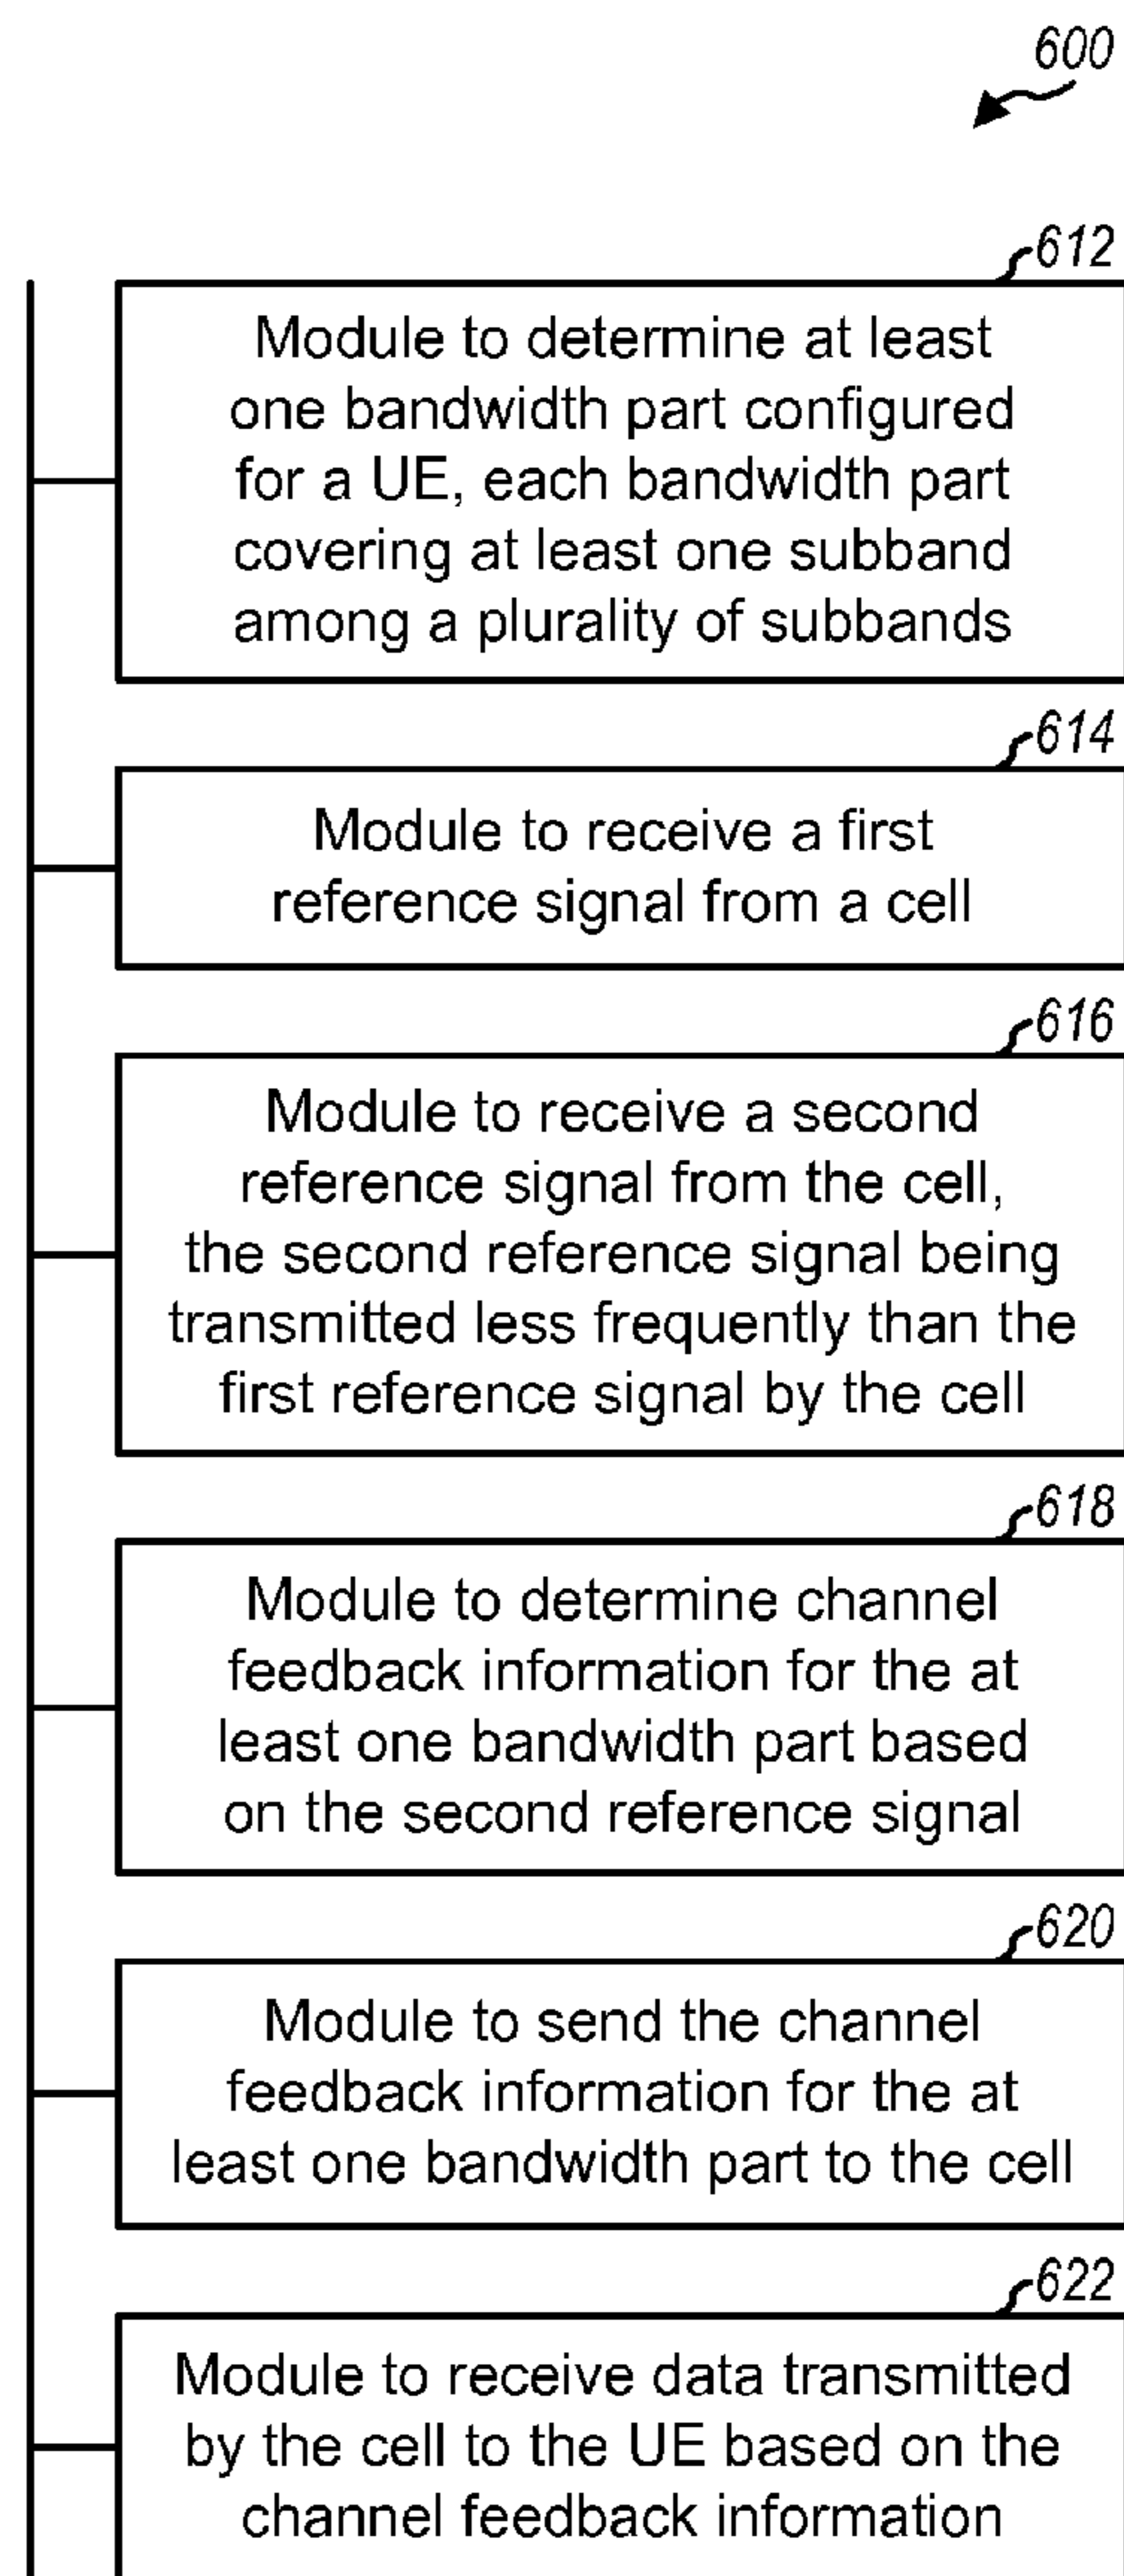 600
612
Module to determine at least
one bandwidth part configured
for a UE, each bandwidth part
covering at least one subband
among a plurality of subbands
614
Module to receive a first
reference signal from a cell
616
Module to receive a second
reference signal from the cell,
the second reference signal being
transmitted less frequently than the
first reference signal by the cell
618
Module to determine channel
feedback information for the at
least one bandwidth part based
on the second reference signal
620
Module to send the channel
feedback information for the at
least one bandwidth part to the cell
622
Module to receive data transmitted
by the cell to the UE based on the
channel feedback information